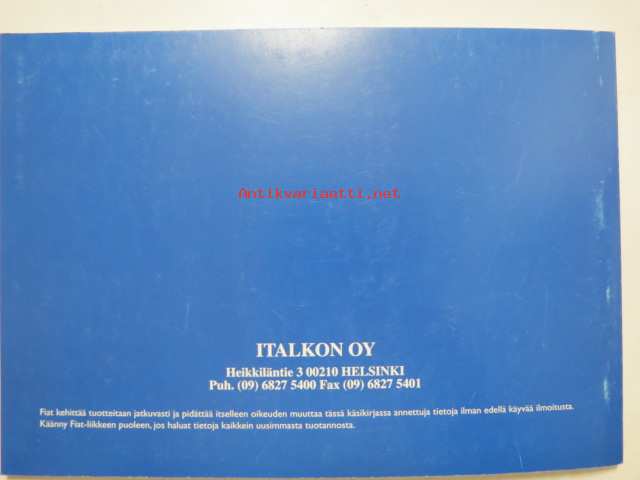 Antikvariaatti.net
ITALKON OY
Heikkiläntie 3 00210 HELSINKI
Puh. (09) 6827 5400 Fax (09) 6827 5401
Fiat kehittää tuotteitaan jatkuvasti ja pidättää itselleen oikeuden muuttaa tässä käsikirjassa annettuja tietoja ilman edellä käyvää ilmoitusta.
Käänny Fiat-liikkeen puoleen, jos haluat tietoja kaikkein uusimmasta tuotannosta.